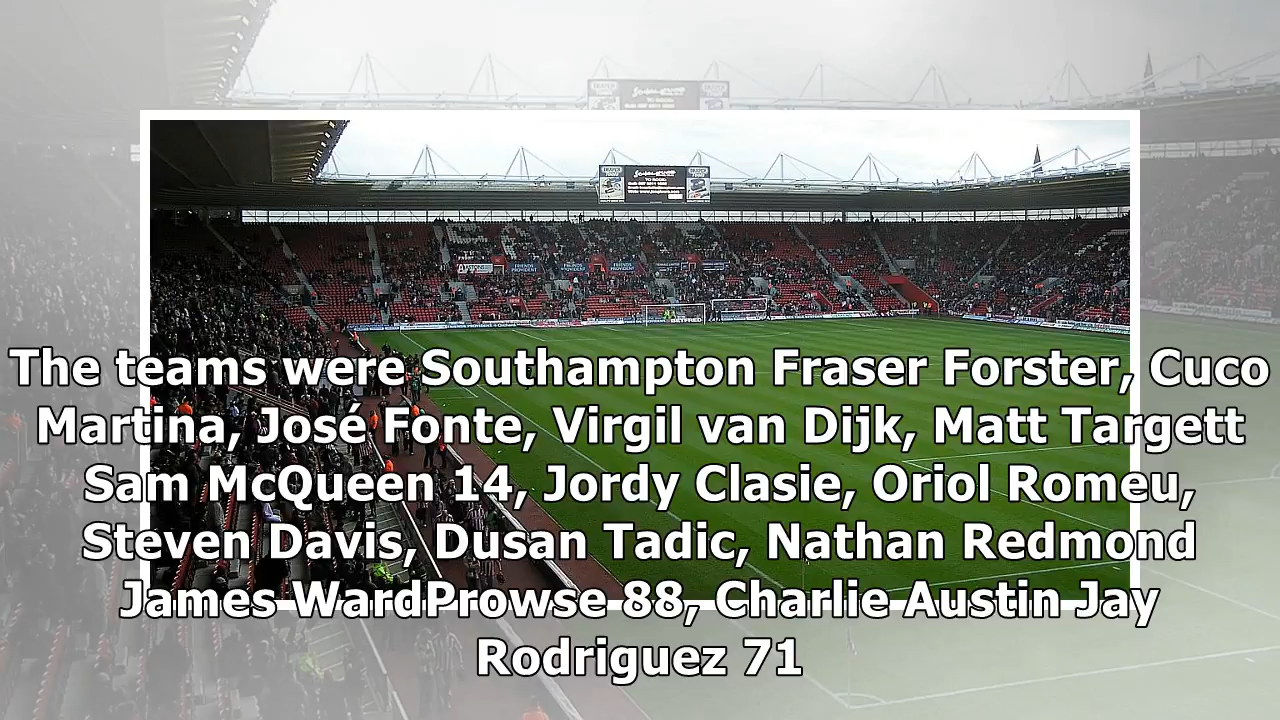 The teams were Southampton Fraser Forster, Cuco
Martina, José Fonte, Virgil van Dijk, Matt Targett
Sam McQueen 14, Jordy Clasie, Oriol Romeu,
Steven Davis, Dusan Tadic, Nathan Redmond
James WardProwse 88, Charlie Austin Jay
Rodriguez 71